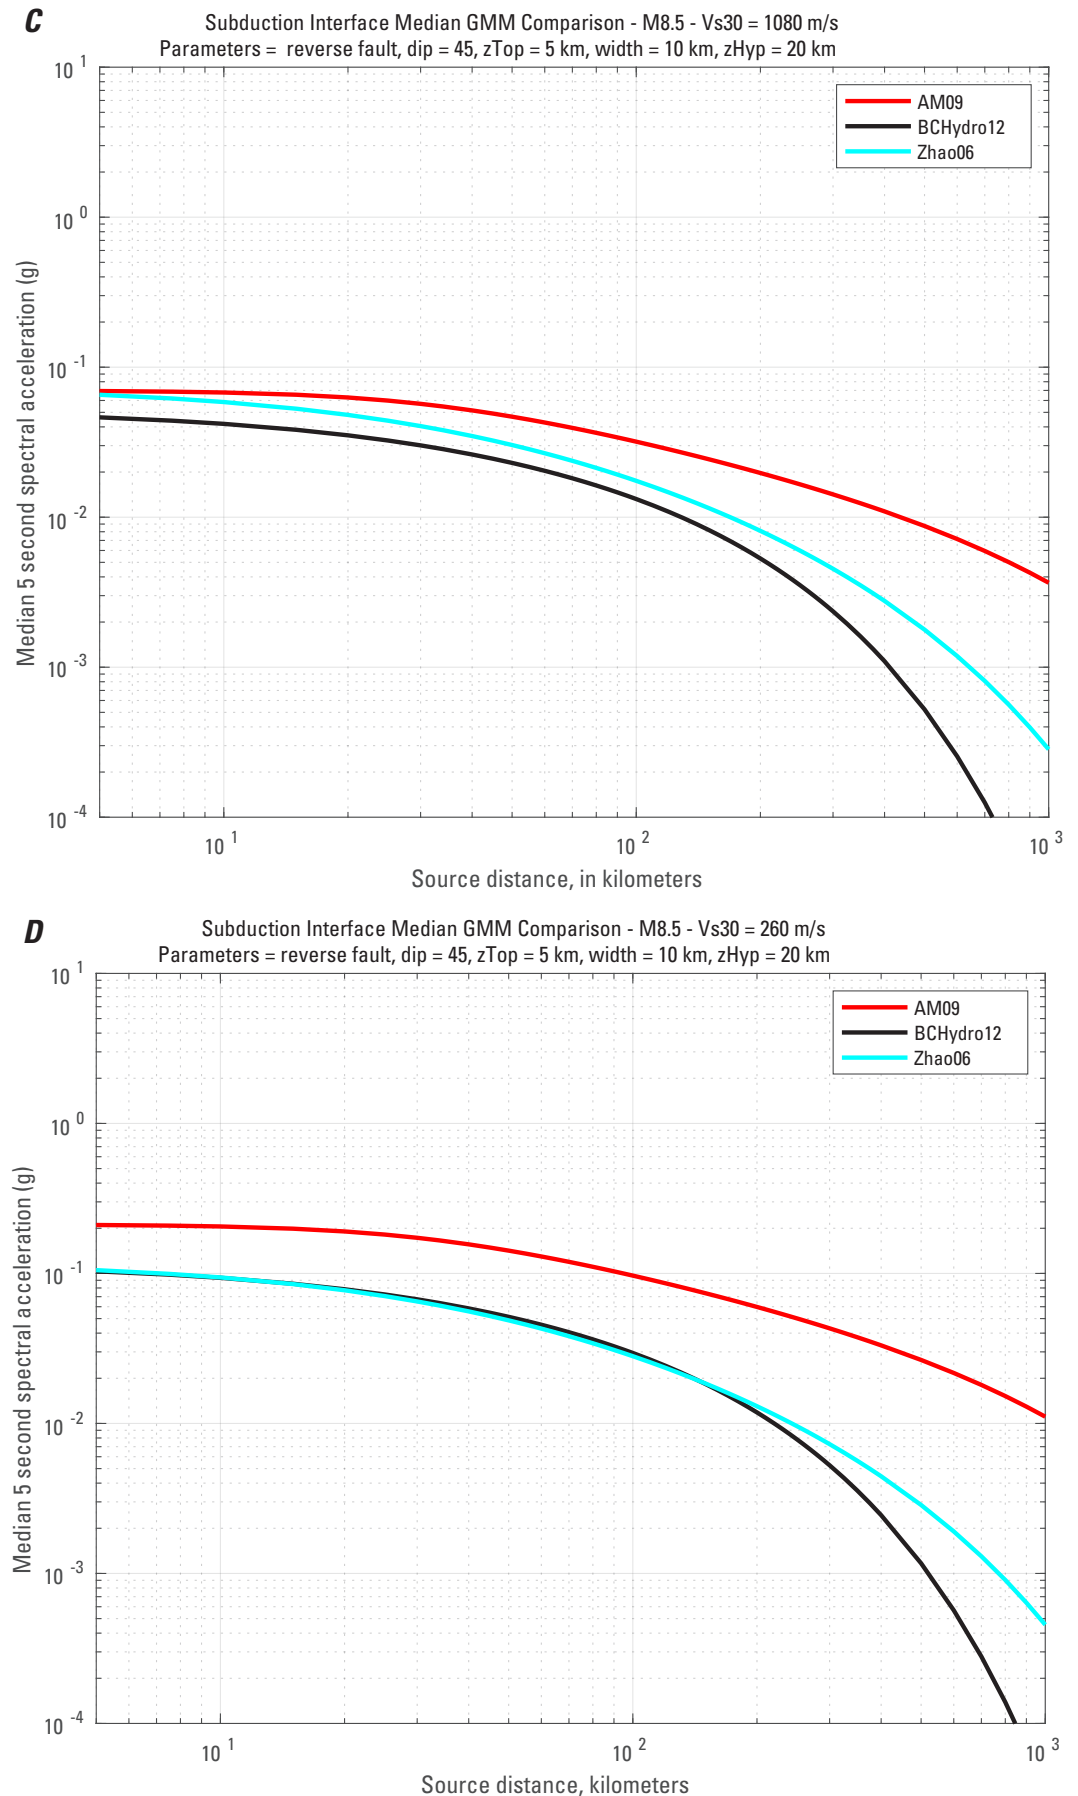 C
Subduction Interface Median GMM Comparison - M8.5 - Vs30 = 1080 m/s
Parameters = reverse fault, dip = 45, zTop = 5 km, width = 10 km, zHyp = 20 km
AM09
BCHydro12
Zhao06
Median 5 second spectral acceleration (g)
10 1
10 0
10 -1
10 -2
10 -3
10 -4
10 1
10 2
10 3
Source distance, in kilometers
D
Subduction Interface Median GMM Comparison - M8.5 - Vs30 = 260 m/s
Parameters = reverse fault, dip = 45, zTop = 5 km, width = 10 km, zHyp = 20 km
AM09
BCHydro12
Zhao06
Median 5 second spectral acceleration (g)
10 1
10 0
10 -1
10 -2
10 -3
10 -4
10 1
10 2
10 3
Source distance, kilometers